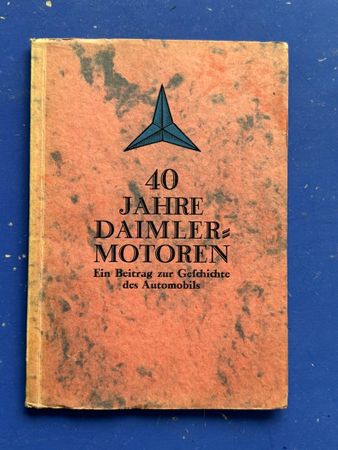 40
JAHRE
DAIMLER=
MOTOREN
Ein Beitrag zur Geſchichte
des Automobils